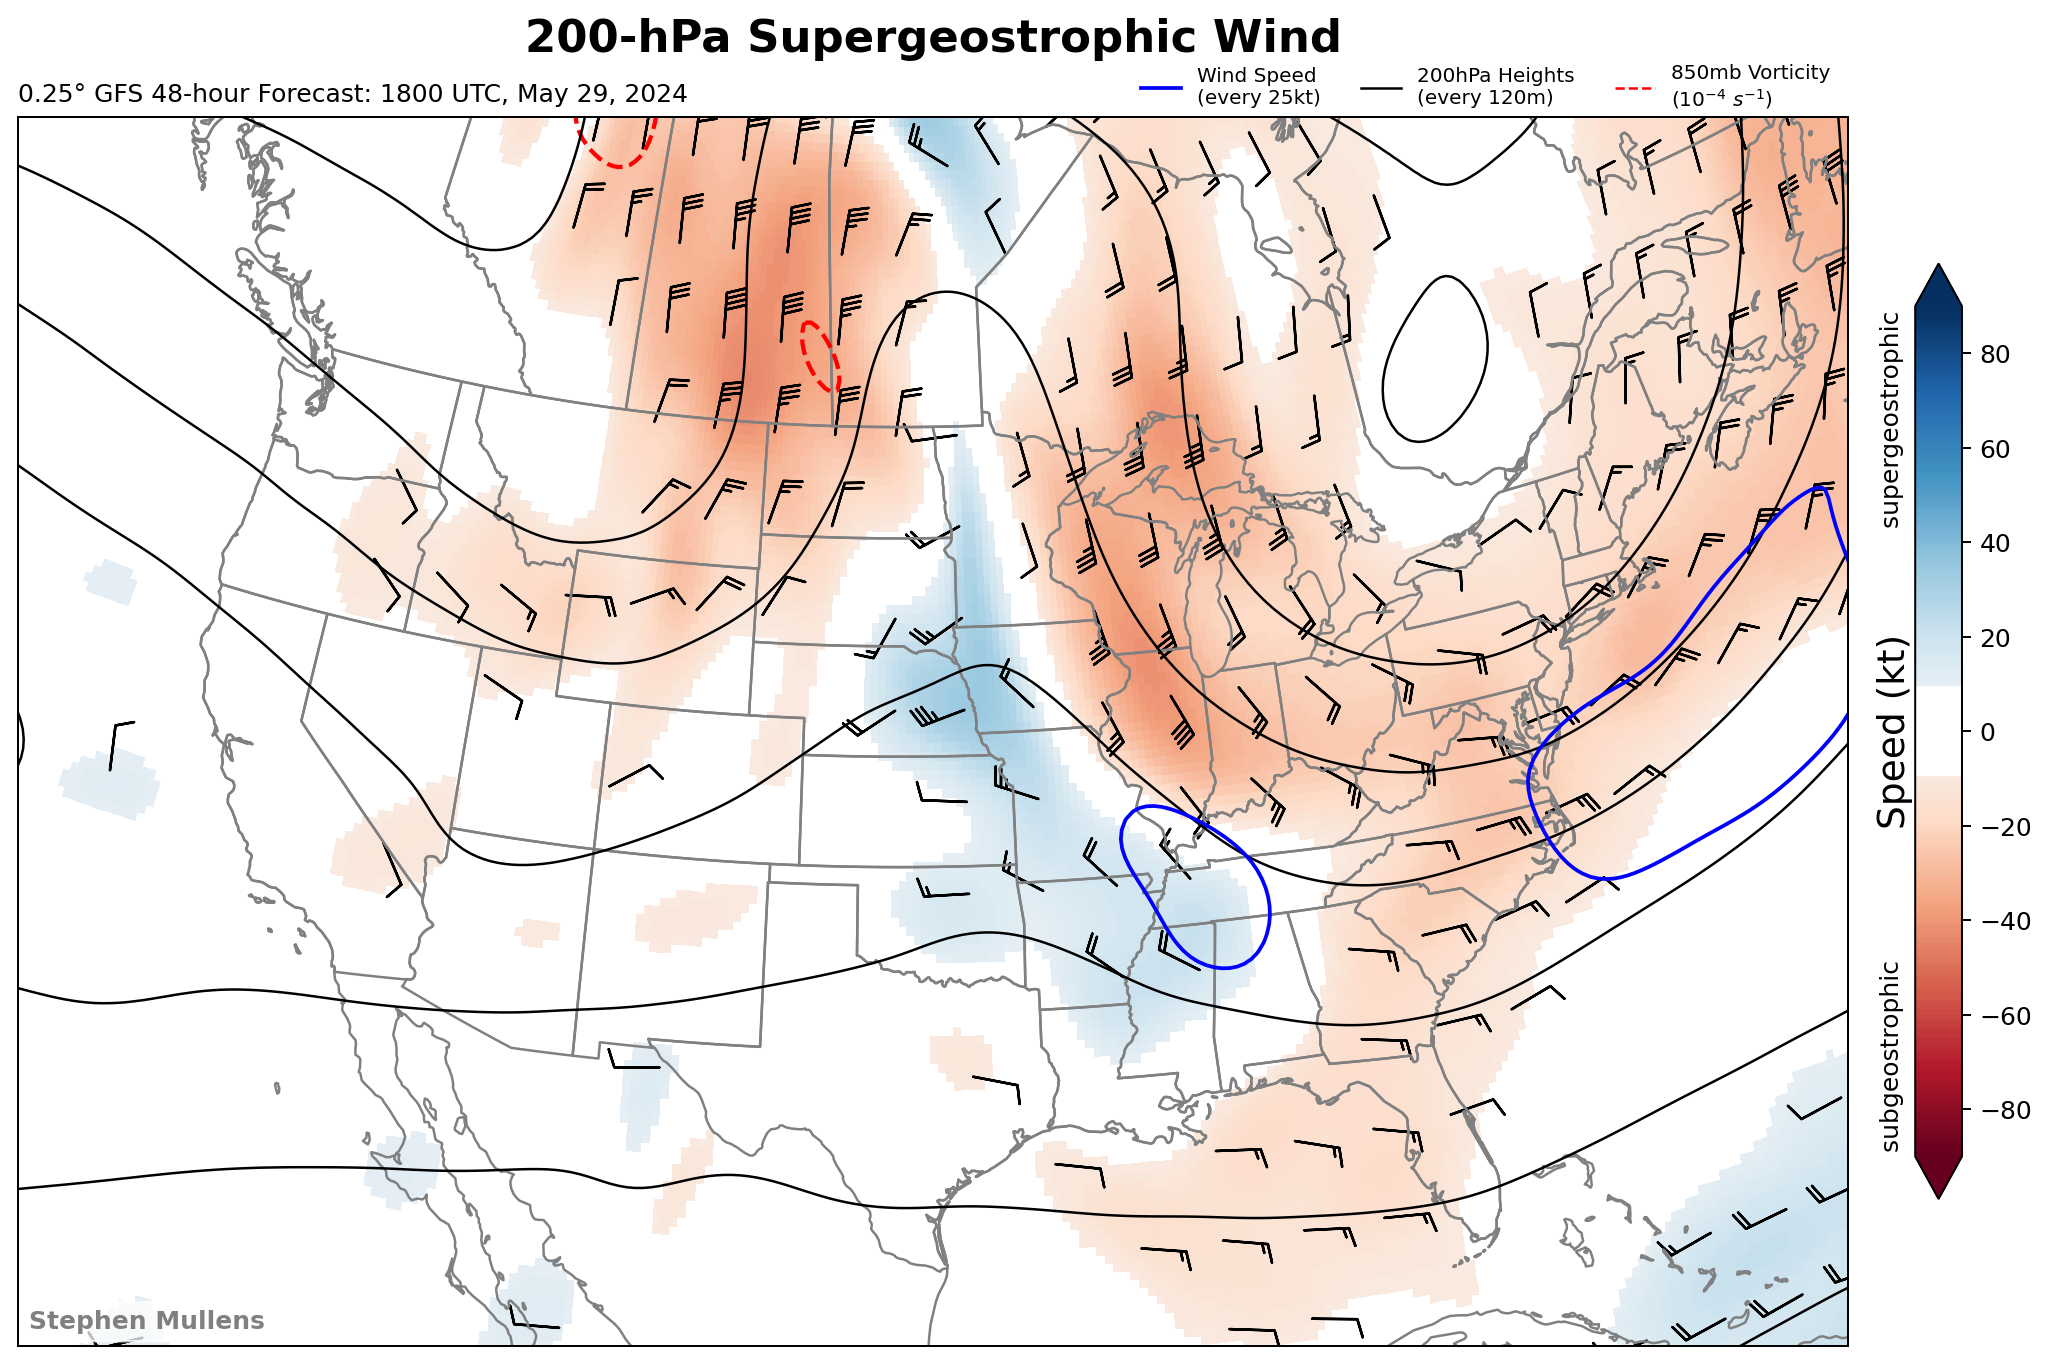 200-hPa Supergeostrophic Wind
0.25° GFS 48-hour Forecast: 1800 UTC, May 29, 2024
Wind Speed
(every 25kt)
200hPa Heights
(every 120m)
850mb Vorticity
(10⁻⁴ s⁻¹)
supergeostrophic
Speed (kt)
subgeostrophic
80
60
40
20
0
−20
−40
−60
−80
Stephen Mullens